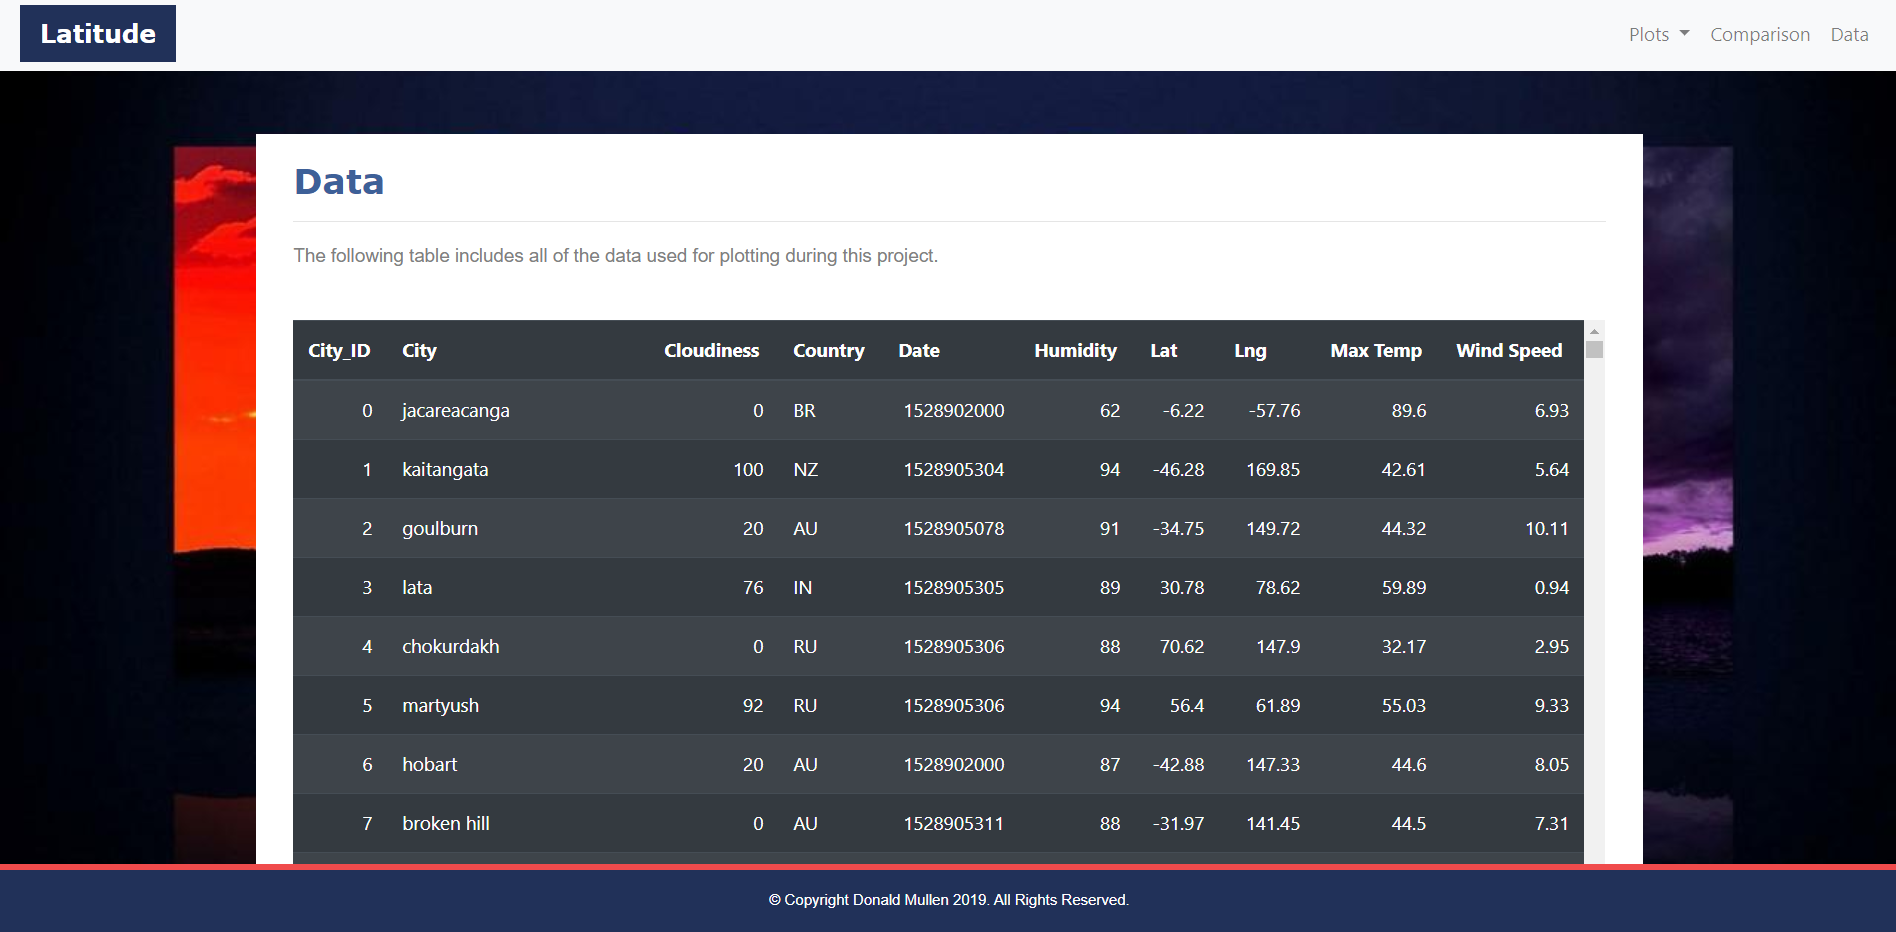 Latitude Plots Comparison Data
Data
The following table includes all of the data used for plotting during this project.
City_ID City Cloudiness Country Date Humidity Lat Lng Max Temp Wind Speed
0 jacareacanga 0 BR 1528902000 62 -6.22 -57.76 89.6 6.93
1 kaitangata 100 NZ 1528905304 94 -46.28 169.85 42.61 5.64
2 goulburn 20 AU 1528905078 91 -34.75 149.72 44.32 10.11
3 lata 76 IN 1528905305 89 30.78 78.62 59.89 0.94
4 chokurdakh 0 RU 1528905306 88 70.62 147.9 32.17 2.95
5 martyush 92 RU 1528905306 94 56.4 61.89 55.03 9.33
6 hobart 20 AU 1528902000 87 -42.88 147.33 44.6 8.05
7 broken hill 0 AU 1528905311 88 -31.97 141.45 44.5 7.31
© Copyright Donald Mullen 2019. All Rights Reserved.